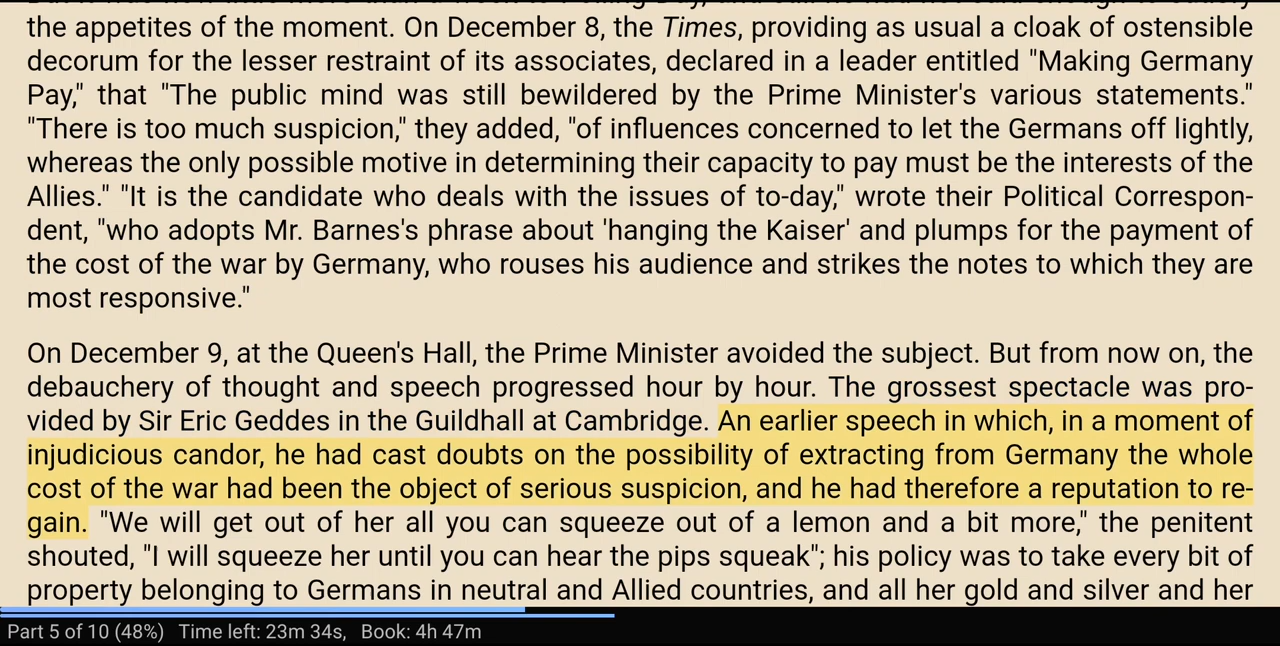 the appetites of the moment. On December 8, the Times, providing as usual a cloak of ostensible
decorum for the lesser restraint of its associates, declared in a leader entitled "Making Germany
Pay," that "The public mind was still bewildered by the Prime Minister's various statements."
"There is too much suspicion," they added, "of influences concerned to let the Germans off lightly,
whereas the only possible motive in determining their capacity to pay must be the interests of the
Allies." "It is the candidate who deals with the issues of to-day," wrote their Political Correspon-
dent, "who adopts Mr. Barnes's phrase about 'hanging the Kaiser' and plumps for the payment of
the cost of the war by Germany, who rouses his audience and strikes the notes to which they are
most responsive."
On December 9, at the Queen's Hall, the Prime Minister avoided the subject. But from now on, the
debauchery of thought and speech progressed hour by hour. The grossest spectacle was pro-
vided by Sir Eric Geddes in the Guildhall at Cambridge. An earlier speech in which, in a moment of
injudicious candor, he had cast doubts on the possibility of extracting from Germany the whole
cost of the war had been the object of serious suspicion, and he had therefore a reputation to re-
gain. "We will get out of her all you can squeeze out of a lemon and a bit more," the penitent
shouted, "I will squeeze her until you can hear the pips squeak"; his policy was to take every bit of
property belonging to Germans in neutral and Allied countries, and all her gold and silver and her
Part 5 of 10 (48%) Time left: 23m 34s, Book: 4h 47m